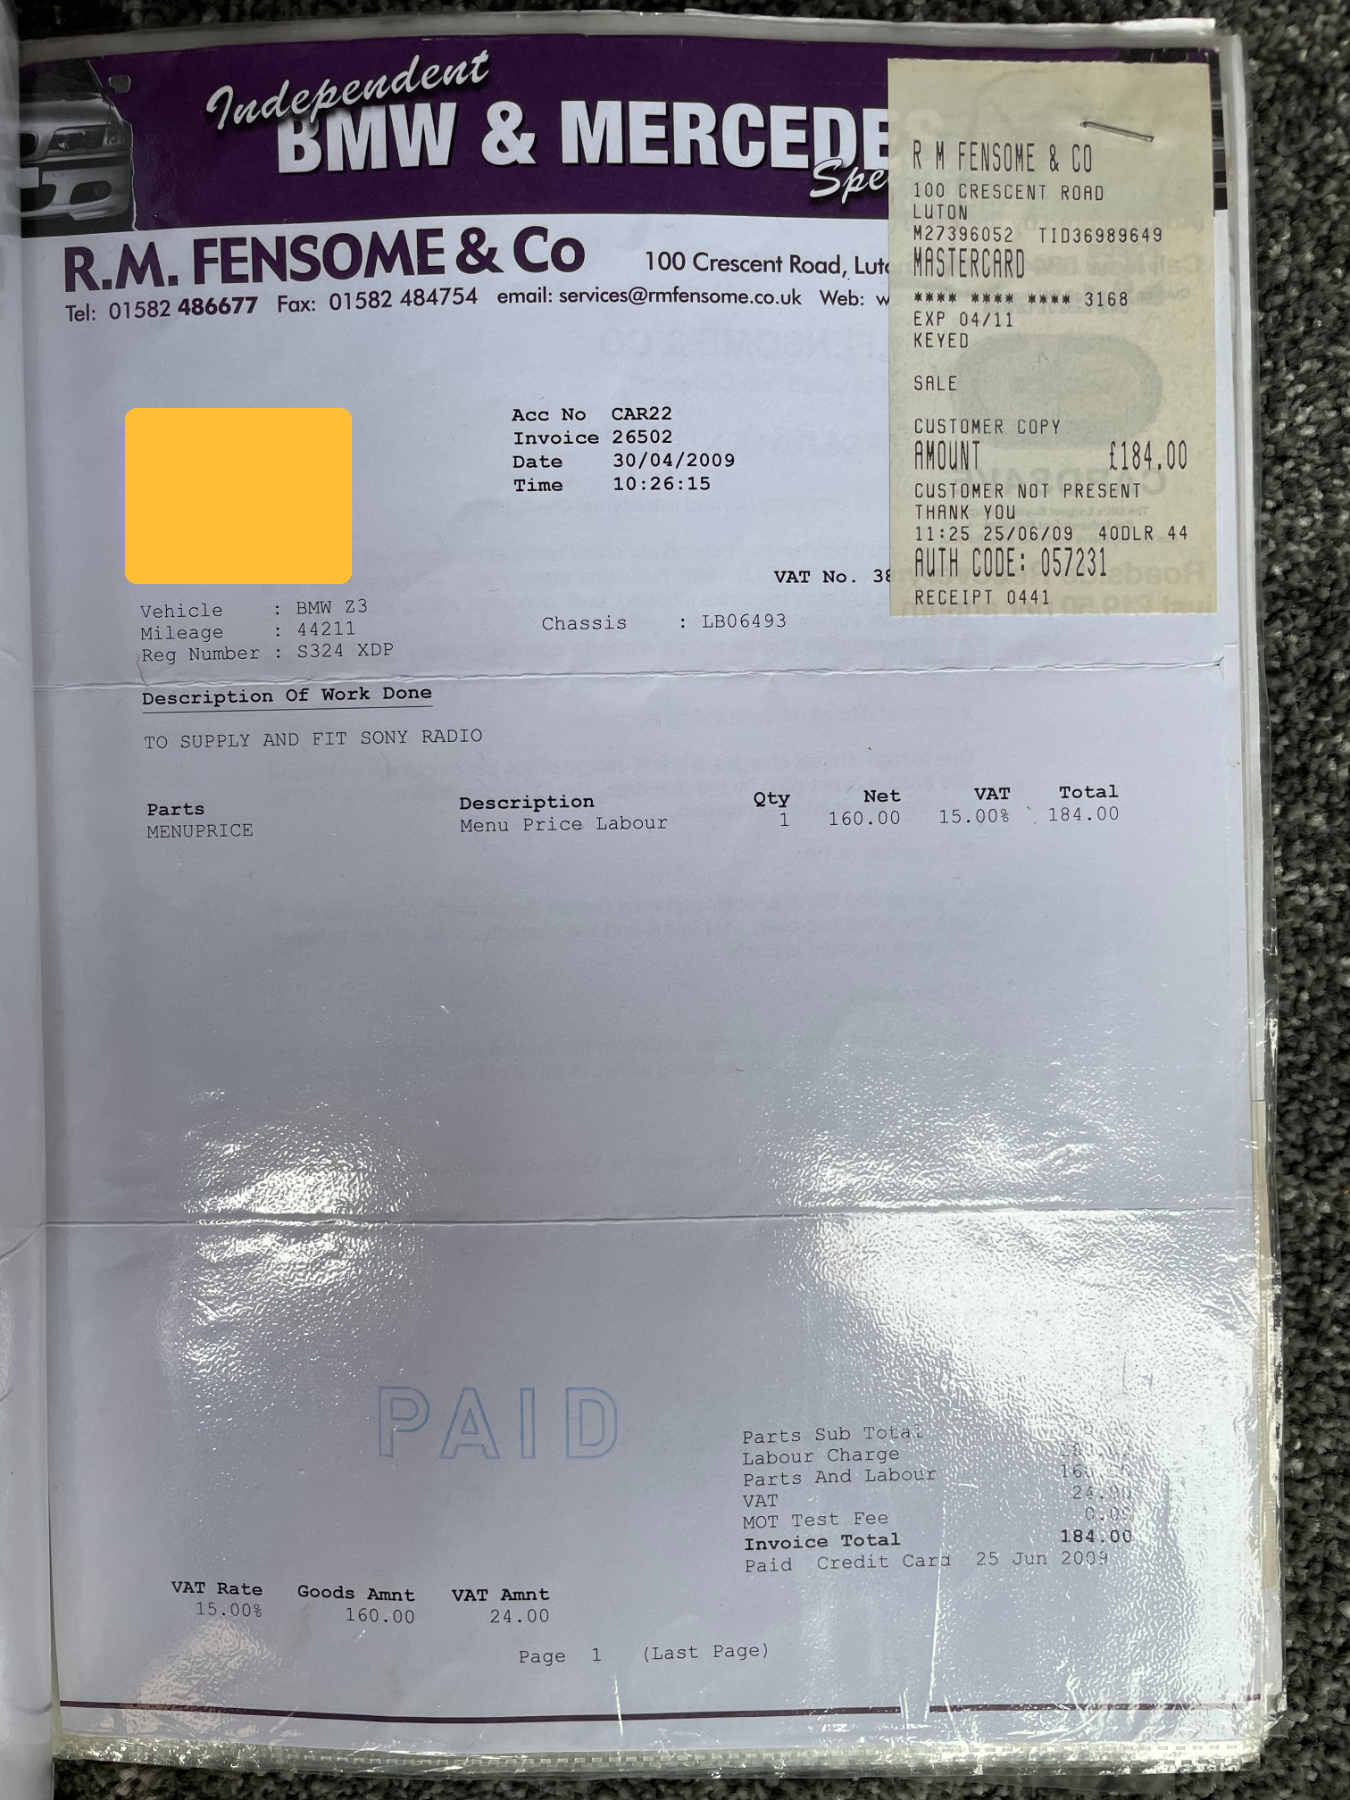 Independent
BMW & MERCEDE
Spe
R.M. FENSOME & Co
100 Crescent Road, Luto
Tel: 01582 486677 Fax: 01582 484754 email: services@rmfensome.co.uk Web: w
R M FENSOME & CO
100 CRESCENT ROAD
LUTON
M27396052 TID36989649
MASTERCARD
**** **** **** 3168
EXP 04/11
KEYED
SALE
CUSTOMER COPY
AMOUNT £184.00
CUSTOMER NOT PRESENT
THANK YOU
11:25 25/06/09 40DLR 44
AUTH CODE: 057231
RECEIPT 0441
Acc No CAR22
Invoice 26502
Date 30/04/2009
Time 10:26:15
VAT No. 38
Vehicle : BMW Z3
Mileage : 44211
Chassis : LB06493
Reg Number : S324 XDP
Description Of Work Done
TO SUPPLY AND FIT SONY RADIO
Parts Description Qty Net VAT Total
MENUPRICE Menu Price Labour 1 160.00 15.00% 184.00
PAID
Parts Sub Total
Labour Charge
Parts And Labour
VAT 24.00
MOT Test Fee 0.00
Invoice Total 184.00
Paid Credit Card 25 Jun 2009
VAT Rate Goods Amnt VAT Amnt
15.00% 160.00 24.00
Page 1 (Last Page)